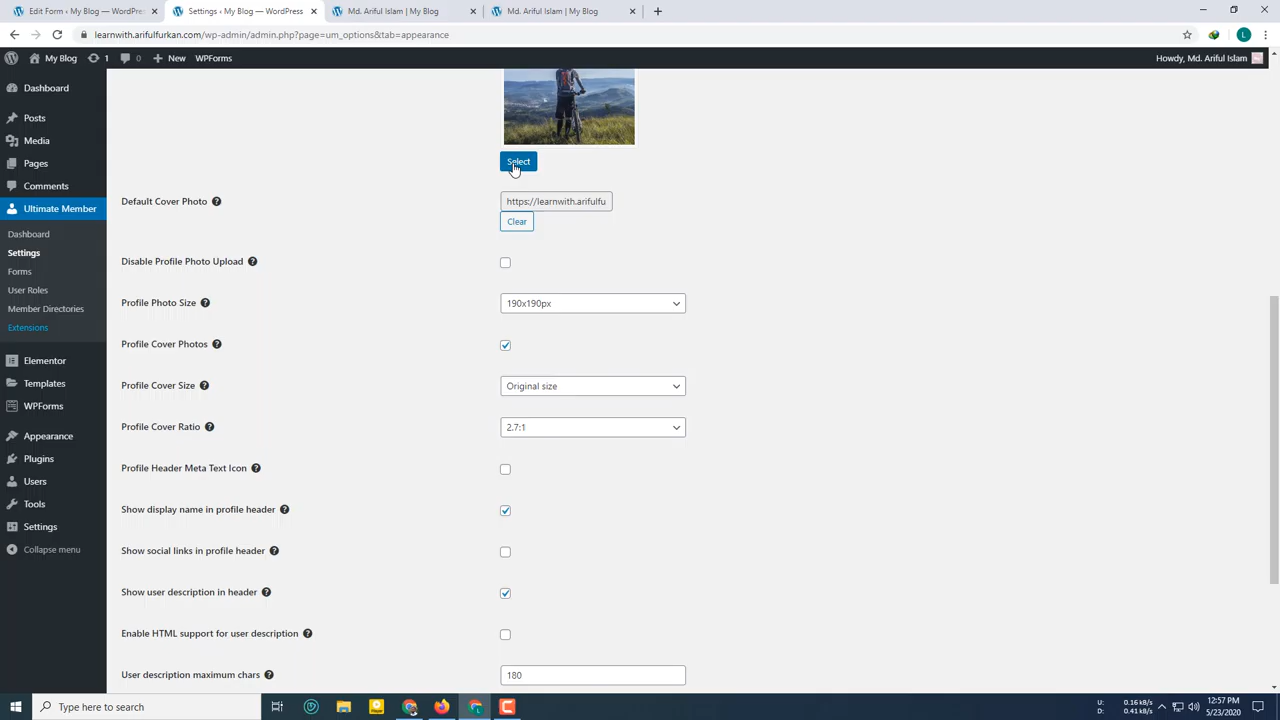 Edit Form ‹ My Blog — WordPress
Settings ‹ My Blog — WordPress
Md. Ariful Islam | My Blog
Md. Ariful Islam | My Blog
learnwith.arifulfurkan.com/wp-admin/admin.php?page=um_options&tab=appearance
L
My Blog
1
0
New
WPForms
Howdy, Md. Ariful Islam
Dashboard
Posts
Media
Pages
Comments
Ultimate Member
Dashboard
Settings
Forms
User Roles
Member Directories
Extensions
Elementor
Templates
WPForms
Appearance
Plugins
Users
Tools
Settings
Collapse menu
Select
Default Cover Photo
https://learnwith.arifulfu
Clear
Disable Profile Photo Upload
Profile Photo Size
190x190px
Profile Cover Photos
Profile Cover Size
Original size
Profile Cover Ratio
2.7:1
Profile Header Meta Text Icon
Show display name in profile header
Show social links in profile header
Show user description in header
Enable HTML support for user description
User description maximum chars
180
Type here to search
U: 0.16 kB/s
D: 0.41 kB/s
12:57 PM
5/23/2020